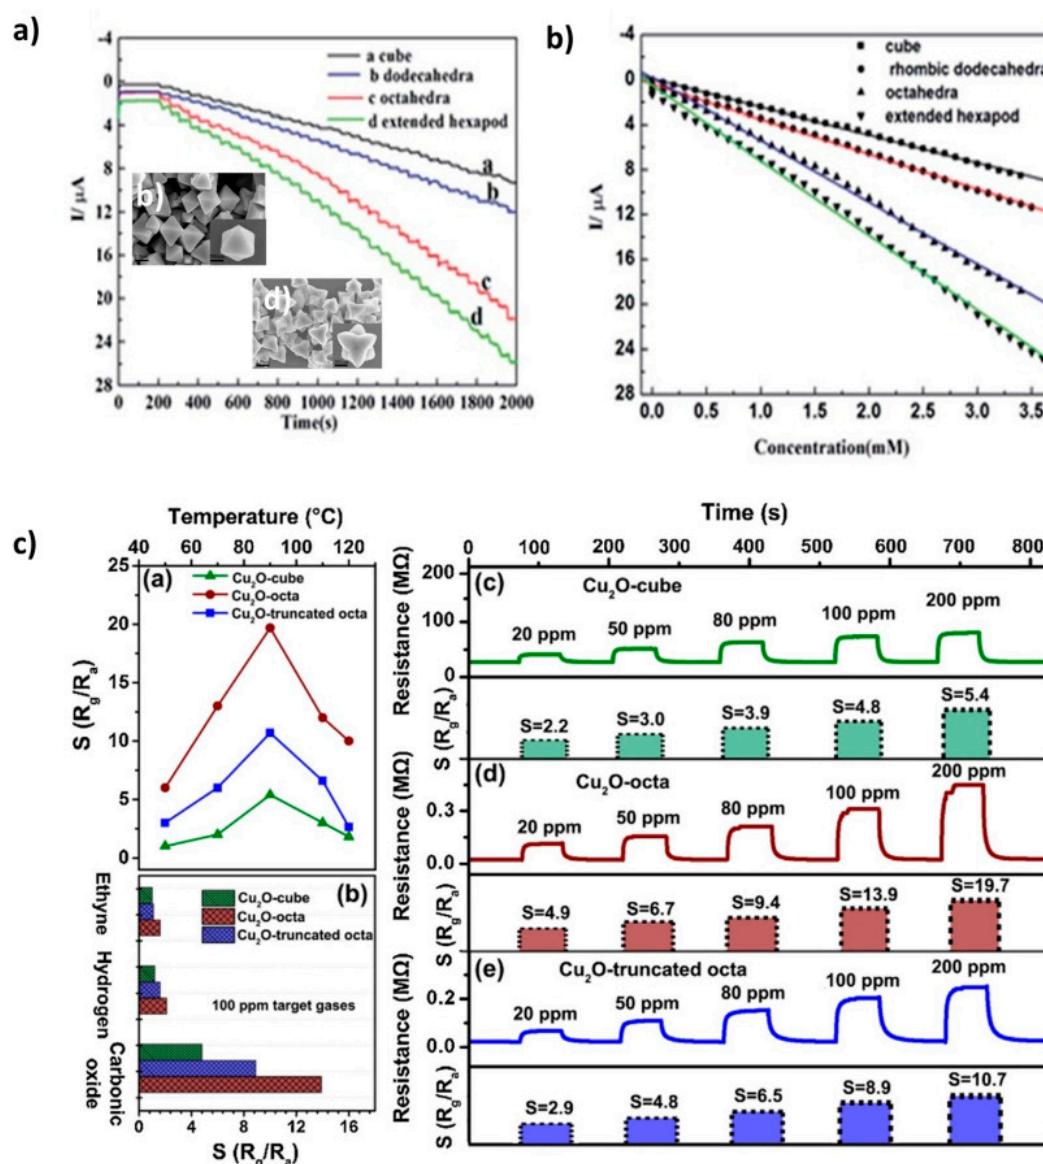 a)
-4
0
4
8
12
16
20
24
28
I/ μA
a cube
b dodecahedra
c octahedra
d extended hexapod
a
b
c
d
b)
d)
0 200 400 600 800 1000 1200 1400 1600 1800 2000
Time(s)
b)
-4
0
4
8
12
16
20
24
28
I/ μA
cube
rhombic dodecahedra
octahedra
extended hexapod
0.0 0.5 1.0 1.5 2.0 2.5 3.0 3.5
Concentration(mM)
c)
Temperature (°C)
40 60 80 100 120
25
20
15
10
5
0
S (Rg/Ra)
(a)
Cu2O-cube
Cu2O-octa
Cu2O-truncated octa
(b)
Cu2O-cube
Cu2O-octa
Cu2O-truncated octa
Ethyne
Hydrogen
Carbonic
oxide
100 ppm target gases
0 4 8 12 16
S (Rg/Ra)
Time (s)
0 100 200 300 400 500 600 700 800
Resistance (MΩ)
200
100
0
(c)
Cu2O-cube
20 ppm 50 ppm 80 ppm 100 ppm 200 ppm
S (Rg/Ra)
S=2.2 S=3.0 S=3.9 S=4.8 S=5.4
Resistance (MΩ)
0.3
0.0
(d)
Cu2O-octa
20 ppm 50 ppm 80 ppm 100 ppm 200 ppm
S (Rg/Ra)
S=4.9 S=6.7 S=9.4 S=13.9 S=19.7
Resistance (MΩ)
0.2
0.0
(e)
Cu2O-truncated octa
20 ppm 50 ppm 80 ppm 100 ppm 200 ppm
S (Rg/Ra)
S=2.9 S=4.8 S=6.5 S=8.9 S=10.7